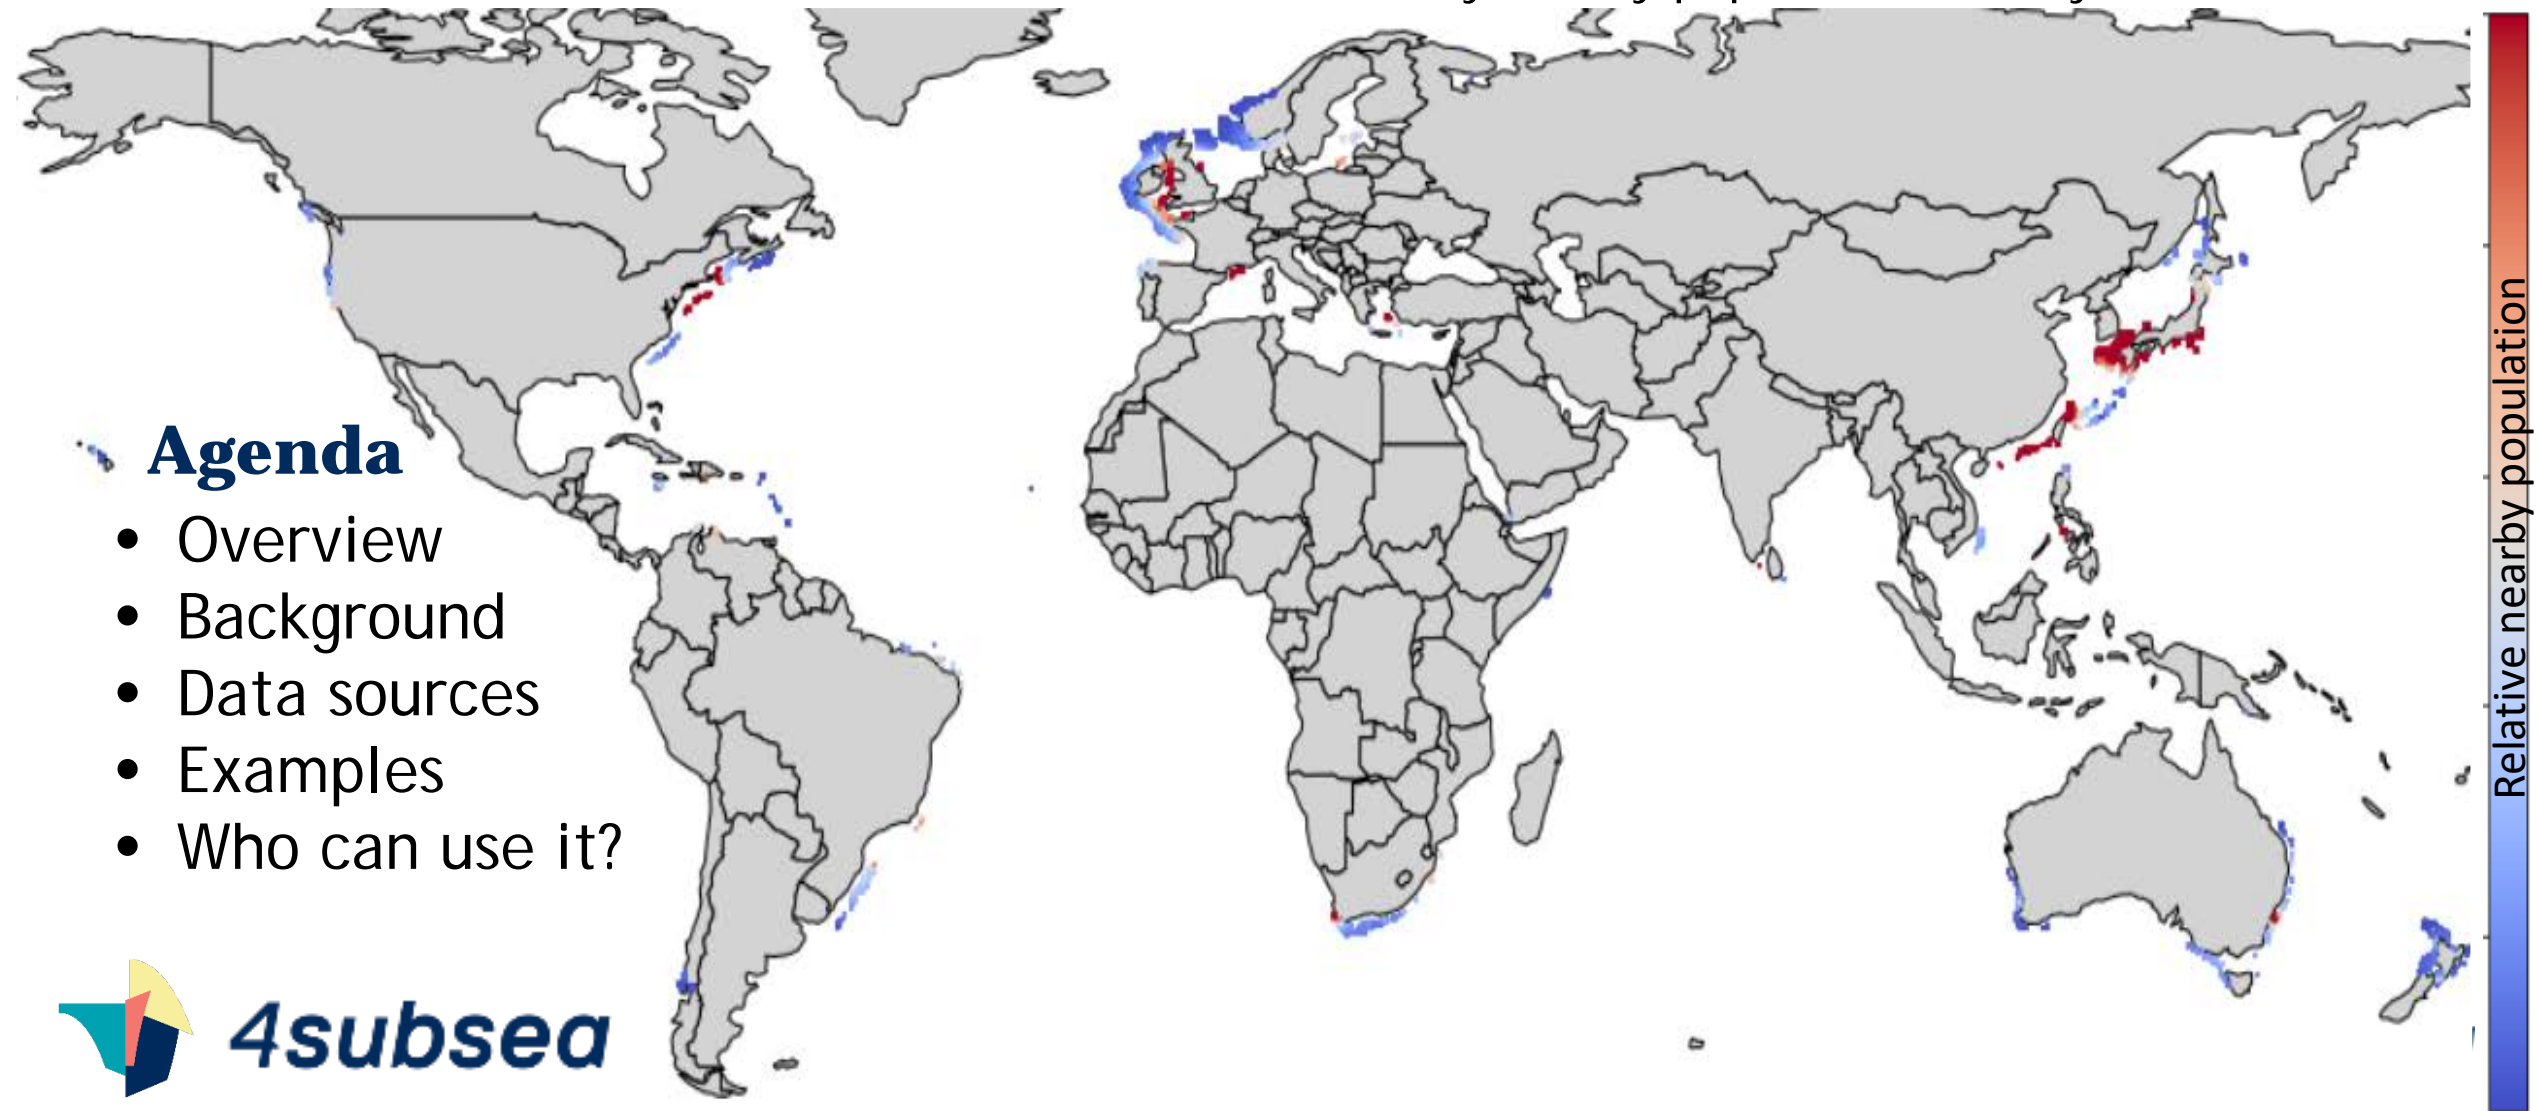 Agenda
• Overview
• Background
• Data sources
• Examples
• Who can use it?
4subsea
Relative nearby population